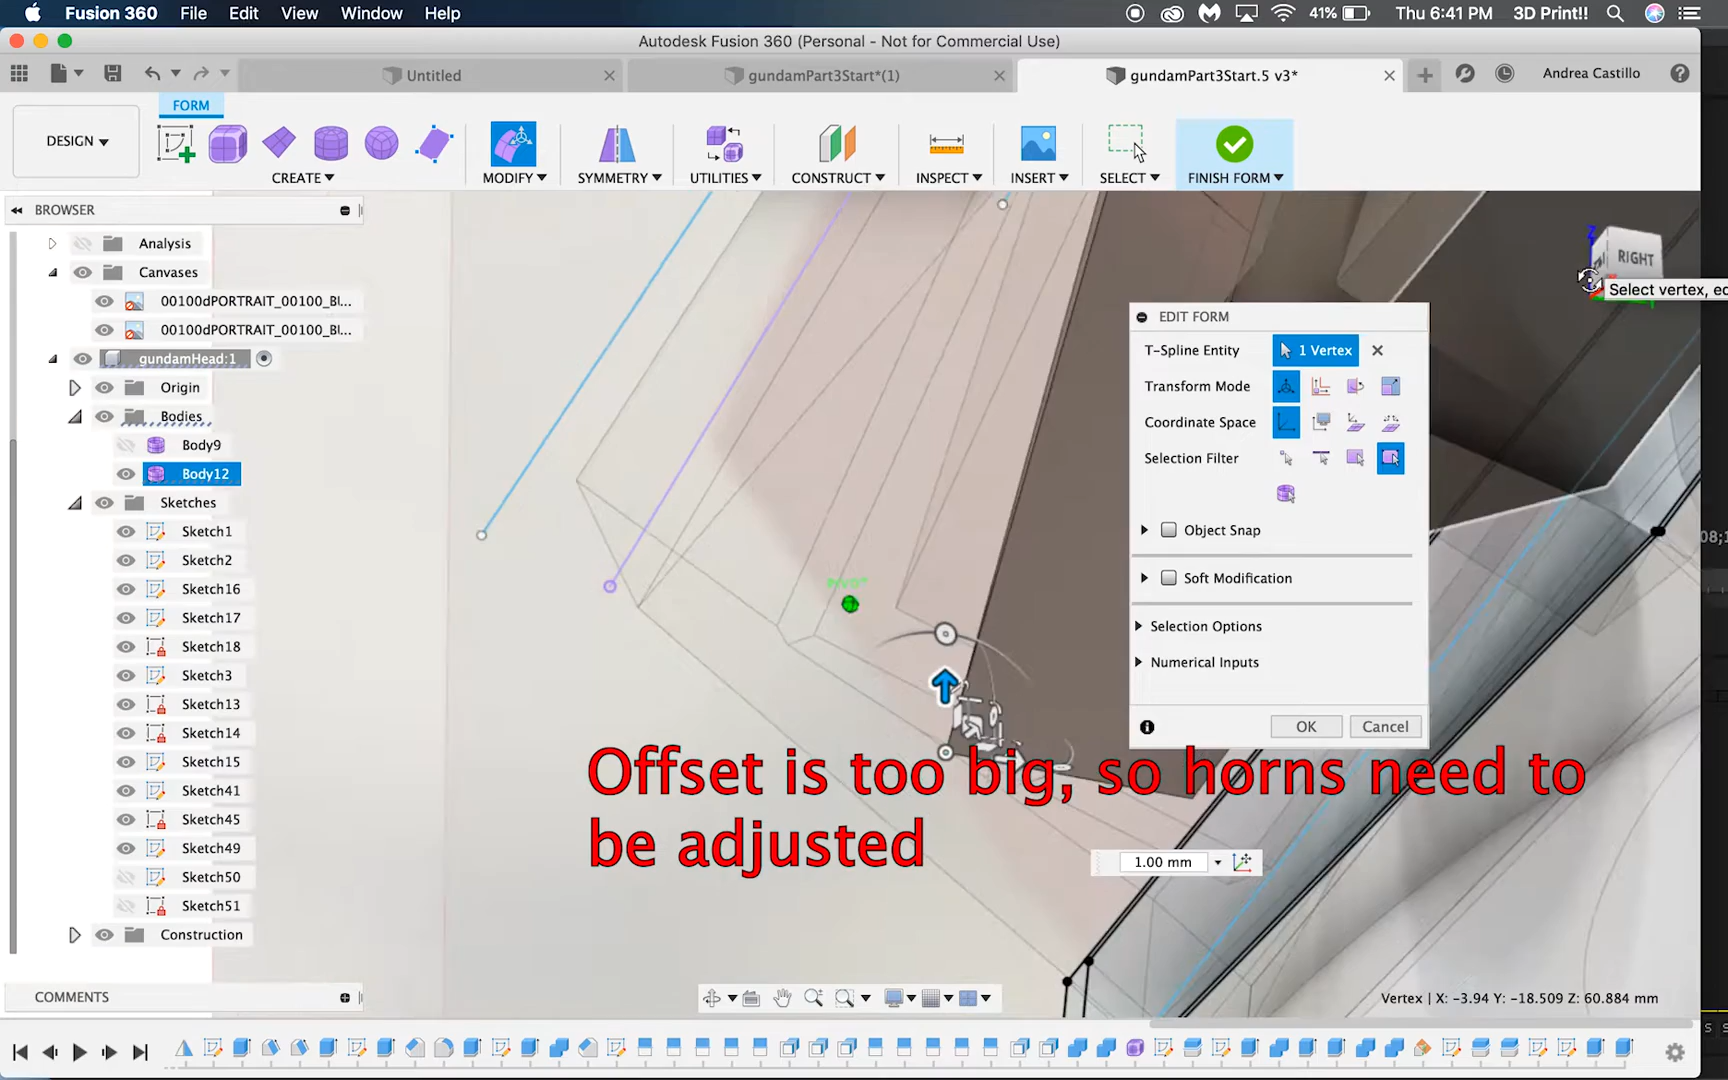 Fusion 360 File Edit View Window Help 41% Thu 6:41 PM 3D Print!!
Autodesk Fusion 360 (Personal - Not for Commercial Use)
Untitled gundamPart3Start*(1) gundamPart3Start.5 v3* Andrea Castillo
FORM
DESIGN
CREATE MODIFY SYMMETRY UTILITIES CONSTRUCT INSPECT INSERT SELECT FINISH FORM
BROWSER
Analysis
Canvases
00100dPORTRAIT_00100_B...
00100dPORTRAIT_00100_B...
gundamHead:1
Origin
Bodies
Body9
Body12
Sketches
Sketch1
Sketch2
Sketch16
Sketch17
Sketch18
Sketch3
Sketch13
Sketch14
Sketch15
Sketch41
Sketch45
Sketch49
Sketch50
Sketch51
Construction
COMMENTS
Z
RIGHT
Select vertex, ed
EDIT FORM
T-Spline Entity 1 Vertex
Transform Mode
Coordinate Space
Selection Filter
Object Snap
Soft Modification
Selection Options
Numerical Inputs
OK Cancel
Offset is too big, so horns need to
be adjusted
1.00 mm
Vertex | X: -3.94 Y: -18.509 Z: 60.884 mm